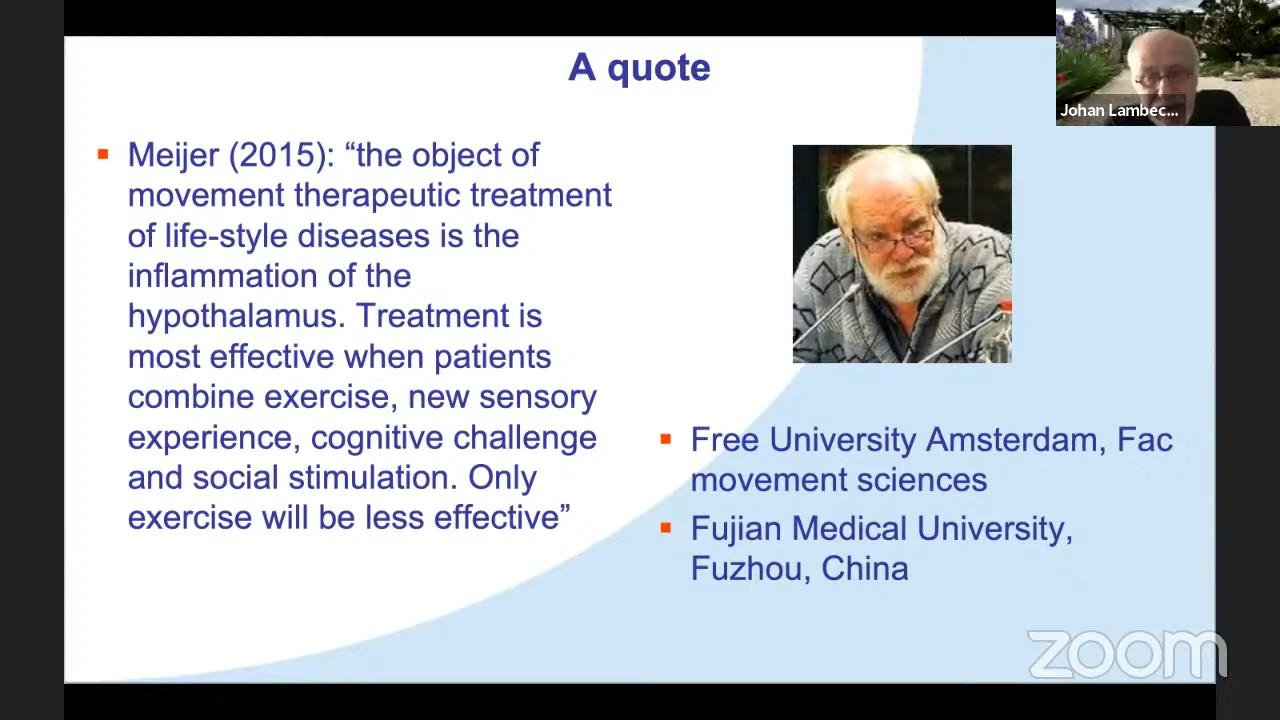 A quote
Johan Lambec...
▪ Meijer (2015): “the object of
movement therapeutic treatment
of life-style diseases is the
inflammation of the
hypothalamus. Treatment is
most effective when patients
combine exercise, new sensory
experience, cognitive challenge
and social stimulation. Only
exercise will be less effective”
▪ Free University Amsterdam, Fac
movement sciences
▪ Fujian Medical University,
Fuzhou, China
zoom